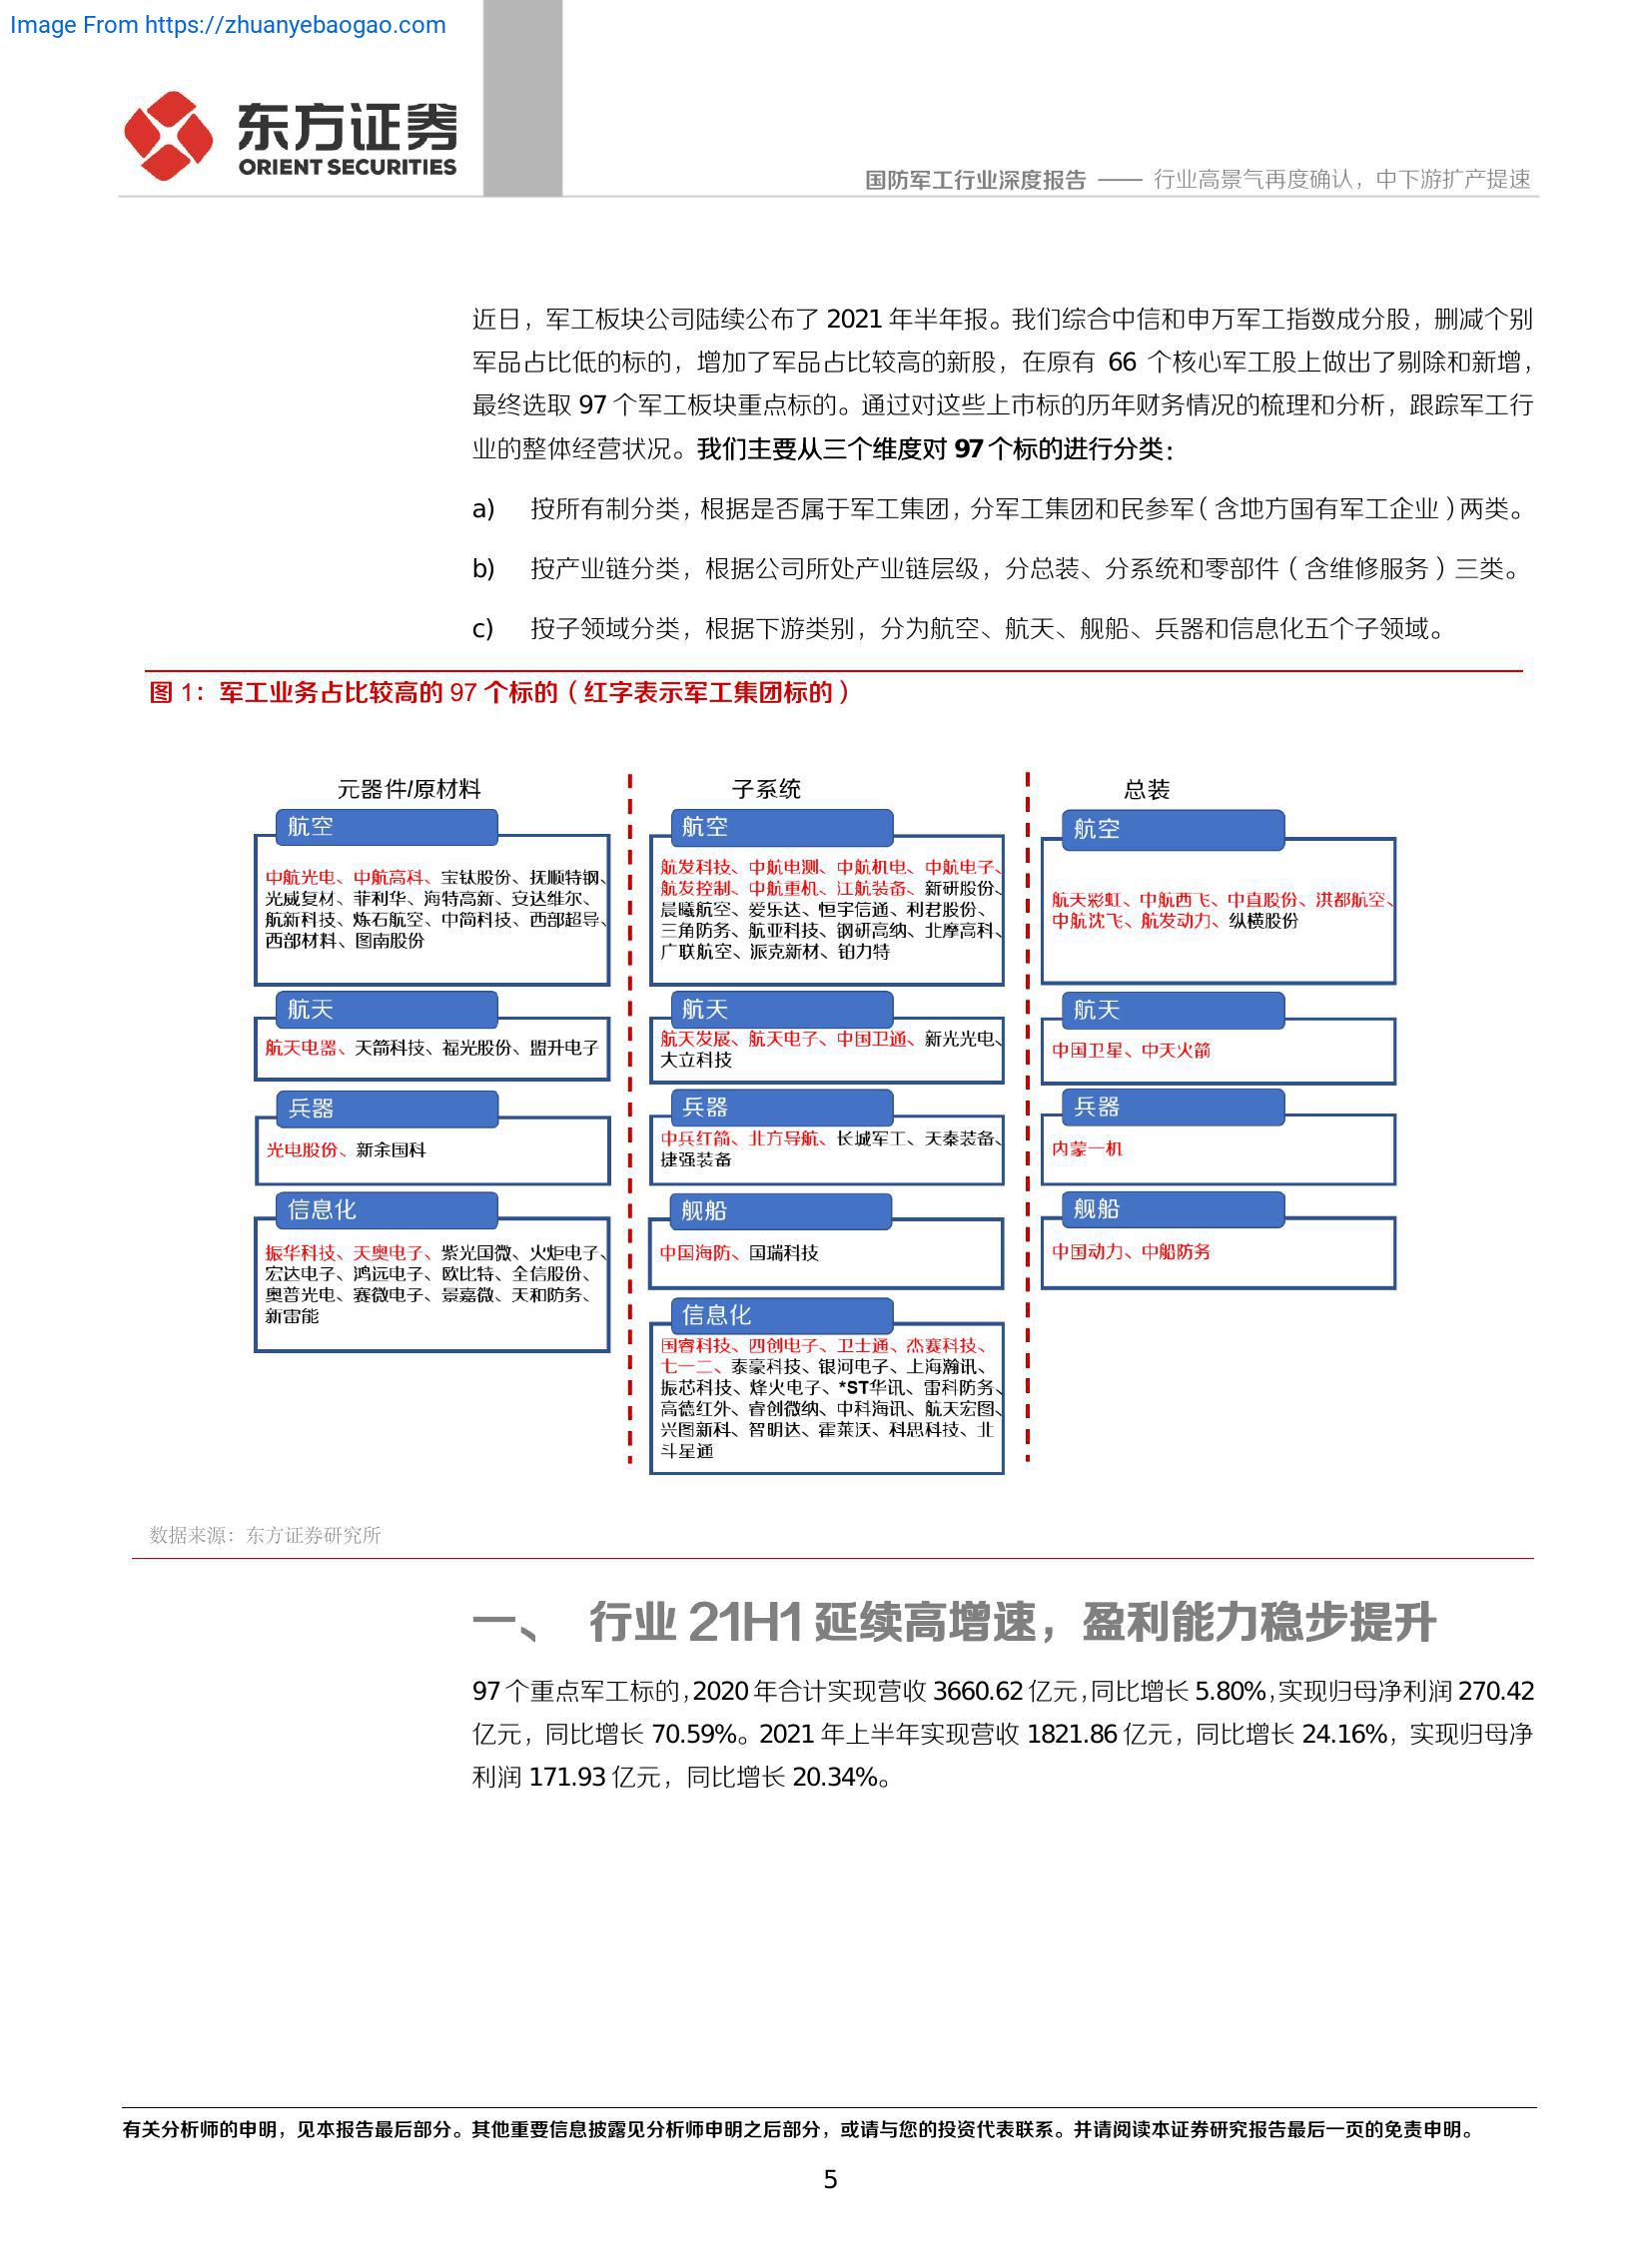 Image From https://zhuanyebaogao.com
东方证券
ORIENT SECURITIES
国防军工行业深度报告 —— 行业高景气再度确认，中下游扩产提速
近日，军工板块公司陆续公布了 2021 年半年报。我们综合中信和申万军工指数成分股，删减个别
军品占比低的标的，增加了军品占比较高的新股，在原有 66 个核心军工股上做出了剔除和新增，
最终选取 97 个军工板块重点标的。通过对这些上市标的历年财务情况的梳理和分析，跟踪军工行
业的整体经营状况。我们主要从三个维度对 97 个标的进行分类：
a) 按所有制分类，根据是否属于军工集团，分军工集团和民参军（含地方国有军工企业）两类。
b) 按产业链分类，根据公司所处产业链层级，分总装、分系统和零部件（含维修服务）三类。
c) 按子领域分类，根据下游类别，分为航空、航天、舰船、兵器和信息化五个子领域。
图 1：军工业务占比较高的 97 个标的（红字表示军工集团标的）
元器件/原材料
航空
中航光电、中航高科、宝钛股份、抚顺特钢、
光威复材、菲利华、海特高新、安达维尔、
航新科技、炼石航空、中简科技、西部超导、
西部材料、图南股份
航天
航天电器、天箭科技、福光股份、盟升电子
兵器
光电股份、新余国科
信息化
振华科技、天奥电子、紫光国微、火炬电子、
宏达电子、鸿远电子、欧比特、全信股份、
奥普光电、赛微电子、景嘉微、天和防务、
新雷能
子系统
航空
航发科技、中航电测、中航机电、中航电子、
航发控制、中航重机、江航装备、新研股份、
晨曦航空、爱乐达、恒宇信通、利君股份、
三角防务、航亚科技、钢研高纳、北摩高科、
广联航空、派克新材、铂力特
航天
航天发展、航天电子、中国卫通、新光光电、
大立科技
兵器
中兵红箭、北方导航、长城军工、天秦装备、
捷强装备
舰船
中国海防、国瑞科技
信息化
国睿科技、四创电子、卫士通、杰赛科技、
七一二、泰豪科技、银河电子、上海瀚讯、
振芯科技、烽火电子、*ST华讯、雷科防务、
高德红外、睿创微纳、中科海讯、航天宏图、
兴图新科、智明达、霍莱沃、科思科技、北
斗星通
总装
航空
航天彩虹、中航西飞、中直股份、洪都航空、
中航沈飞、航发动力、纵横股份
航天
中国卫星、中天火箭
兵器
内蒙一机
舰船
中国动力、中船防务
数据来源：东方证券研究所
一、 行业 21H1 延续高增速，盈利能力稳步提升
97 个重点军工标的，2020 年合计实现营收 3660.62 亿元，同比增长 5.80%，实现归母净利润 270.42
亿元，同比增长 70.59%。2021 年上半年实现营收 1821.86 亿元，同比增长 24.16%，实现归母净
利润 171.93 亿元，同比增长 20.34%。
有关分析师的申明，见本报告最后部分。其他重要信息披露见分析师申明之后部分，或请与您的投资代表联系。并请阅读本证券研究报告最后一页的免责申明。
5